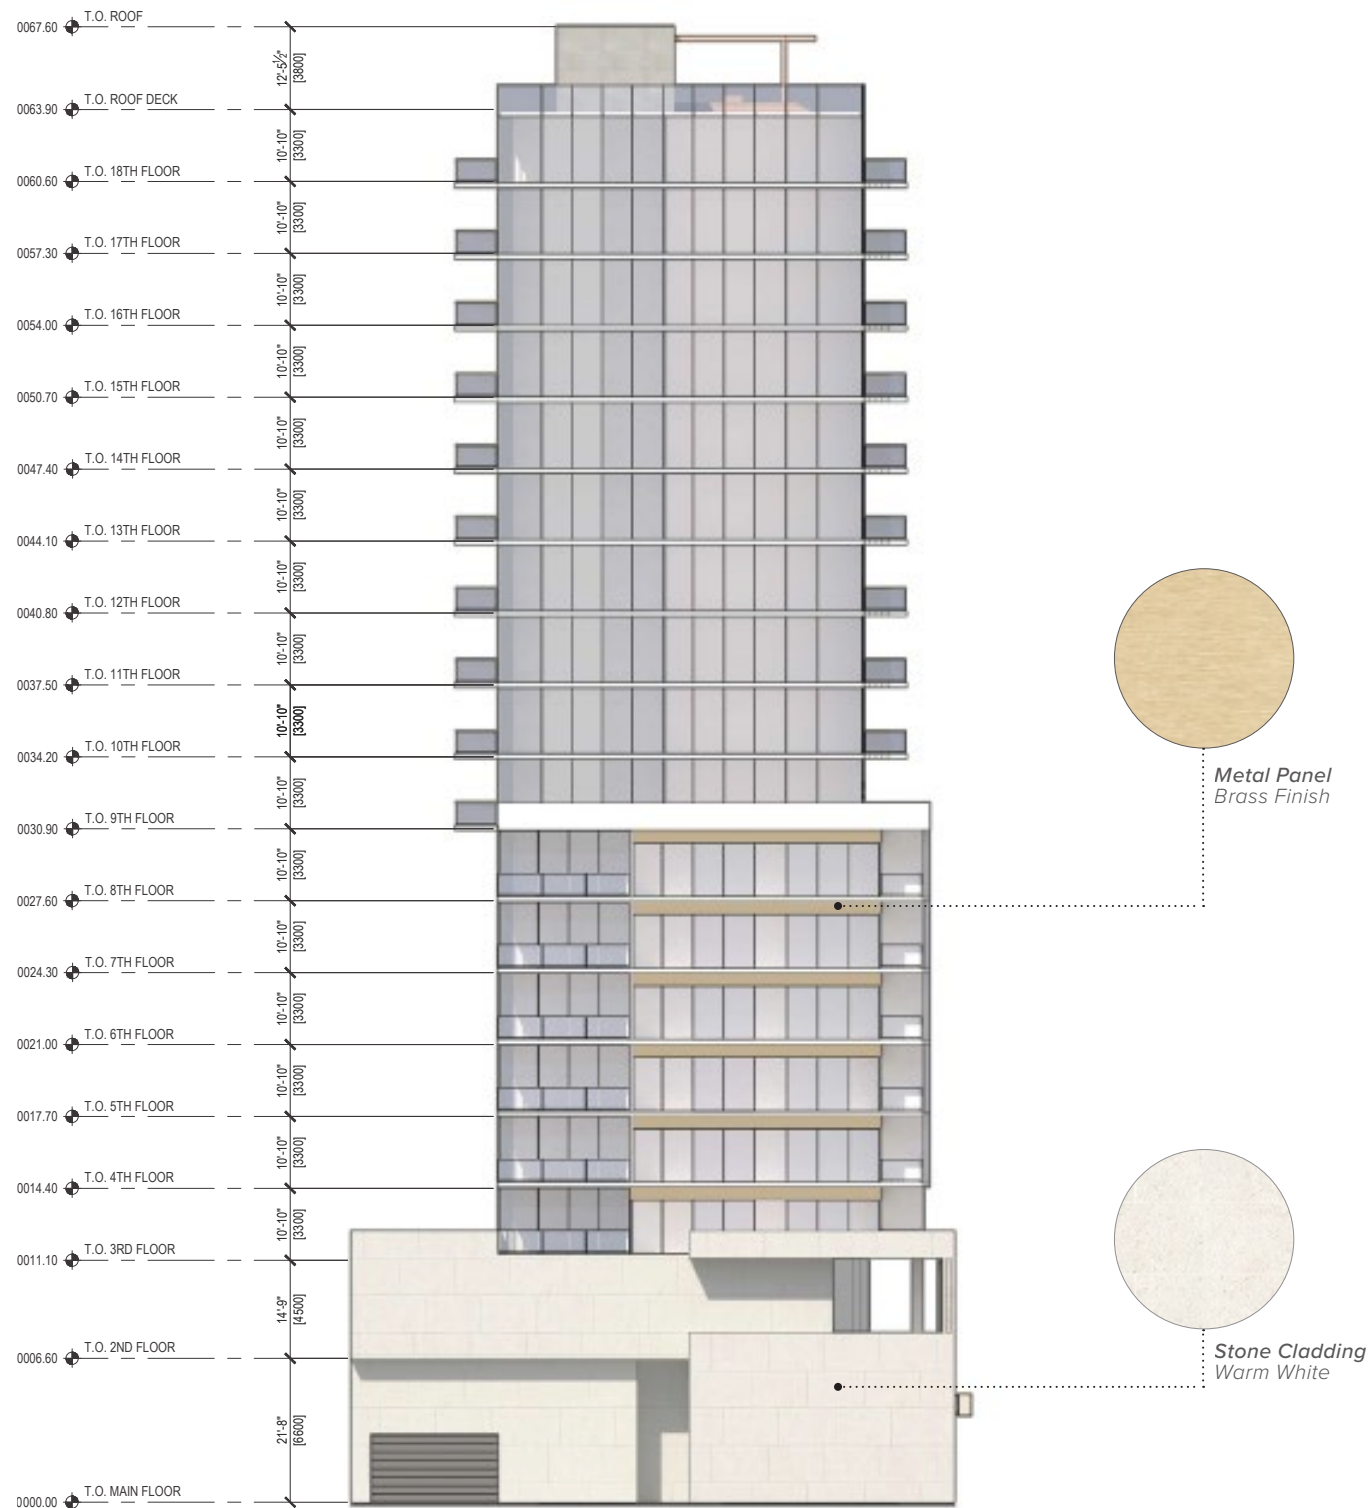 0067.60 T.O. ROOF
12'-5½"
[3800]
0063.90 T.O. ROOF DECK
10'-10"
[3300]
0060.60 T.O. 18TH FLOOR
10'-10"
[3300]
0057.30 T.O. 17TH FLOOR
10'-10"
[3300]
0054.00 T.O. 16TH FLOOR
10'-10"
[3300]
0050.70 T.O. 15TH FLOOR
10'-10"
[3300]
0047.40 T.O. 14TH FLOOR
10'-10"
[3300]
0044.10 T.O. 13TH FLOOR
10'-10"
[3300]
0040.80 T.O. 12TH FLOOR
10'-10"
[3300]
0037.50 T.O. 11TH FLOOR
10'-10"
[3300]
0034.20 T.O. 10TH FLOOR
10'-10"
[3300]
0030.90 T.O. 9TH FLOOR
10'-10"
[3300]
0027.60 T.O. 8TH FLOOR
10'-10"
[3300]
0024.30 T.O. 7TH FLOOR
10'-10"
[3300]
0021.00 T.O. 6TH FLOOR
10'-10"
[3300]
0017.70 T.O. 5TH FLOOR
10'-10"
[3300]
0014.40 T.O. 4TH FLOOR
10'-10"
[3300]
0011.10 T.O. 3RD FLOOR
14'-9"
[4500]
0006.60 T.O. 2ND FLOOR
21'-8"
[6600]
0000.00 T.O. MAIN FLOOR
Metal Panel
Brass Finish
Stone Cladding
Warm White